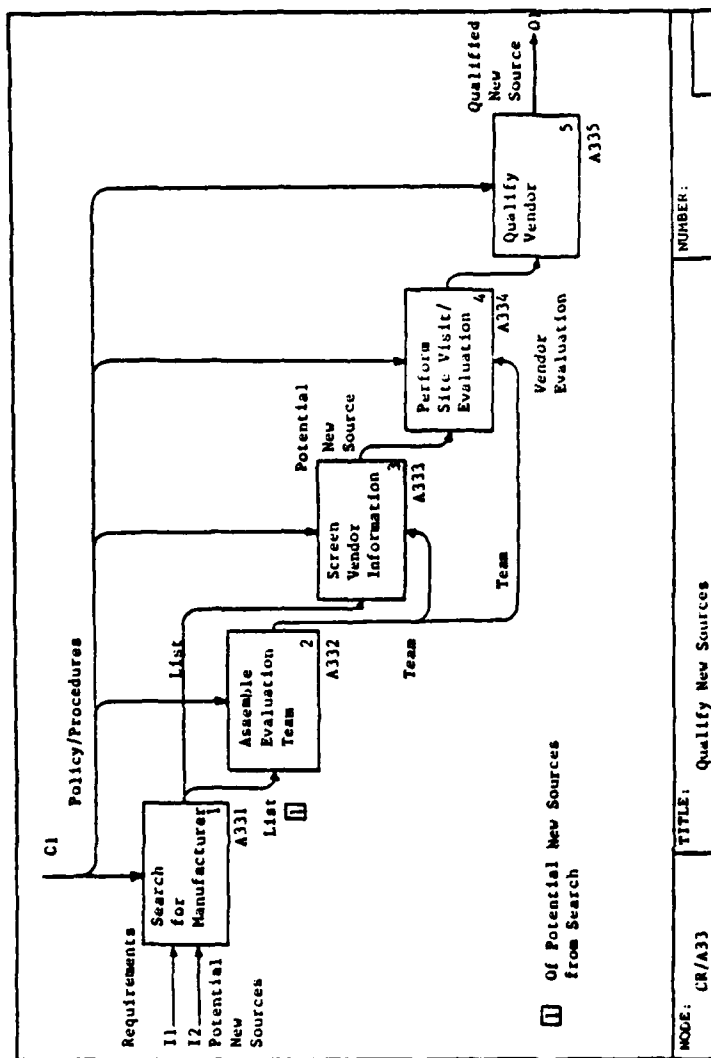 C1
Policy/Procedures
Requirements
I1
I2
Potential
New
Sources
Search
for
Manufacturer
1
A331
List
1
List
Assemble
Evaluation
Team
2
A332
Team
Screen
Vendor
Information
3
A333
Potential
New
Source
Team
Perform
Site Visit/
Evaluation
4
A334
Vendor
Evaluation
Qualify
Vendor
5
A335
Qualified
New
Source
O1
1 Of Potential New Sources
from Search
NODE: CR/A33
TITLE: Qualify New Sources
NUMBER: